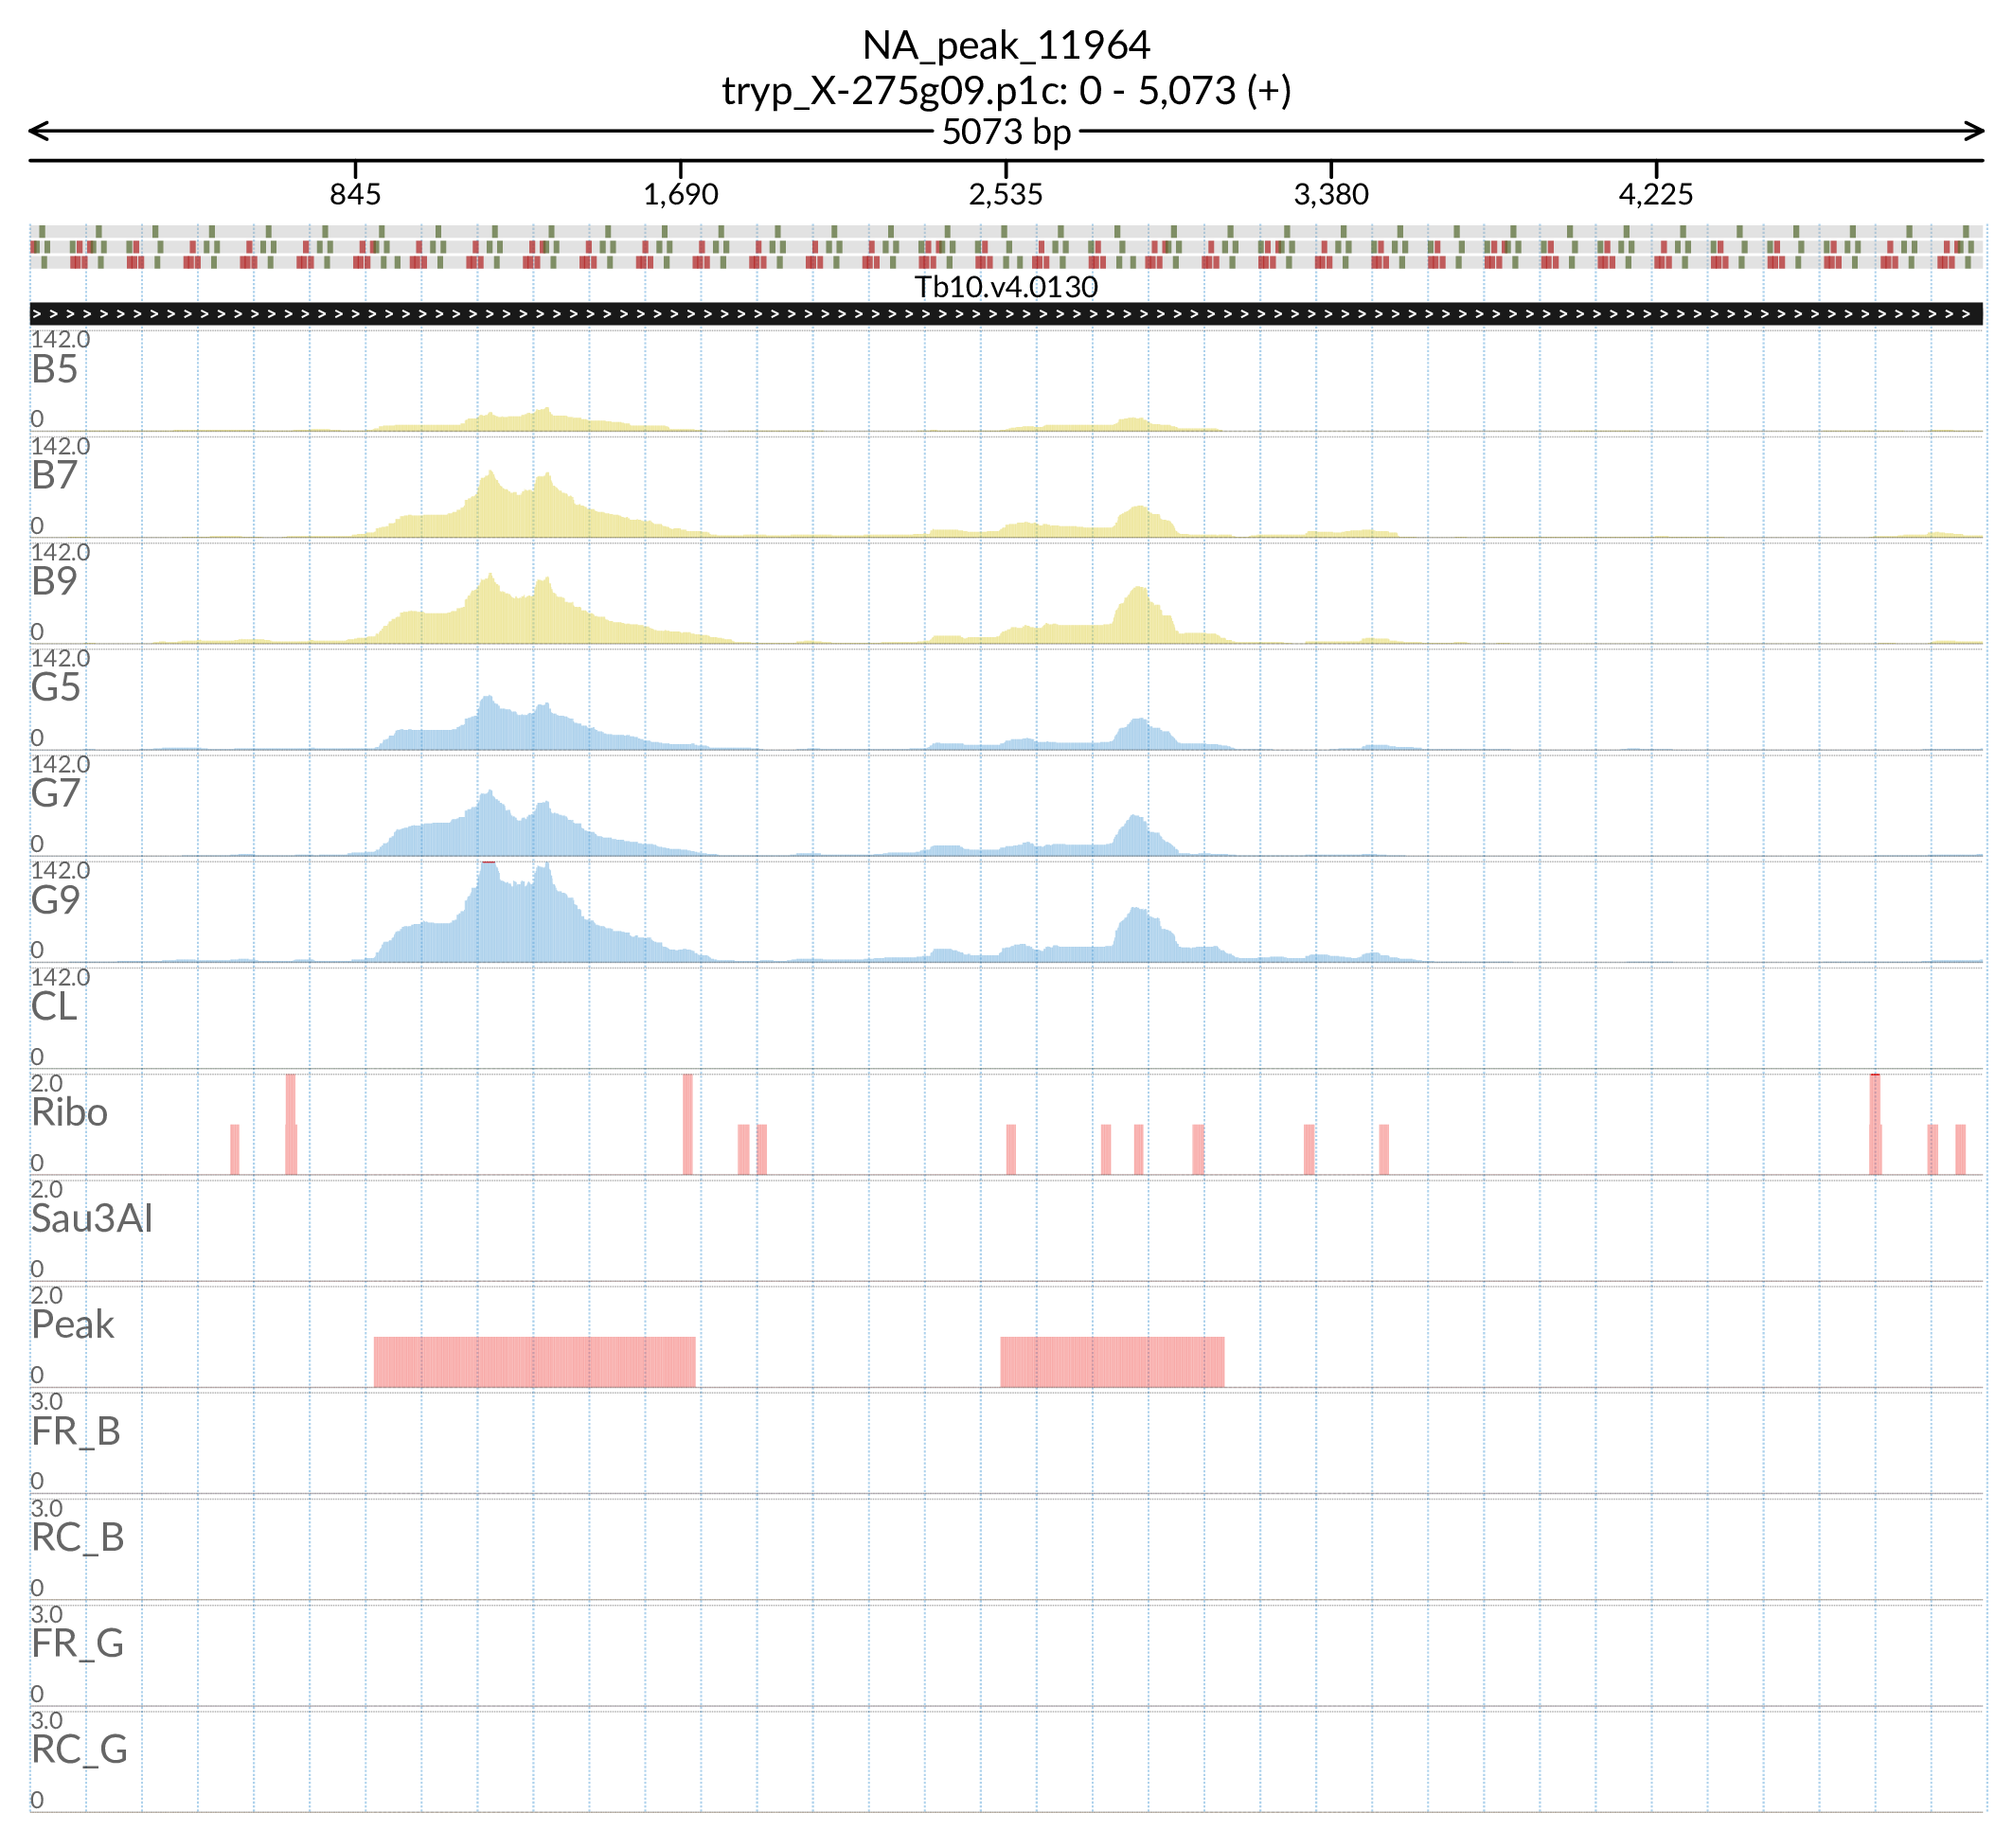 NA_peak_11964
tryp_X-275g09.p1c: 0 - 5,073 (+)
5073 bp
845 1,690 2,535 3,380 4,225
Tb10.v4.0130
142.0
B5
0
142.0
B7
0
142.0
B9
0
142.0
G5
0
142.0
G7
0
142.0
G9
0
142.0
CL
0
2.0
Ribo
0
2.0
Sau3AI
0
2.0
Peak
0
3.0
FR_B
0
3.0
RC_B
0
3.0
FR_G
0
3.0
RC_G
0